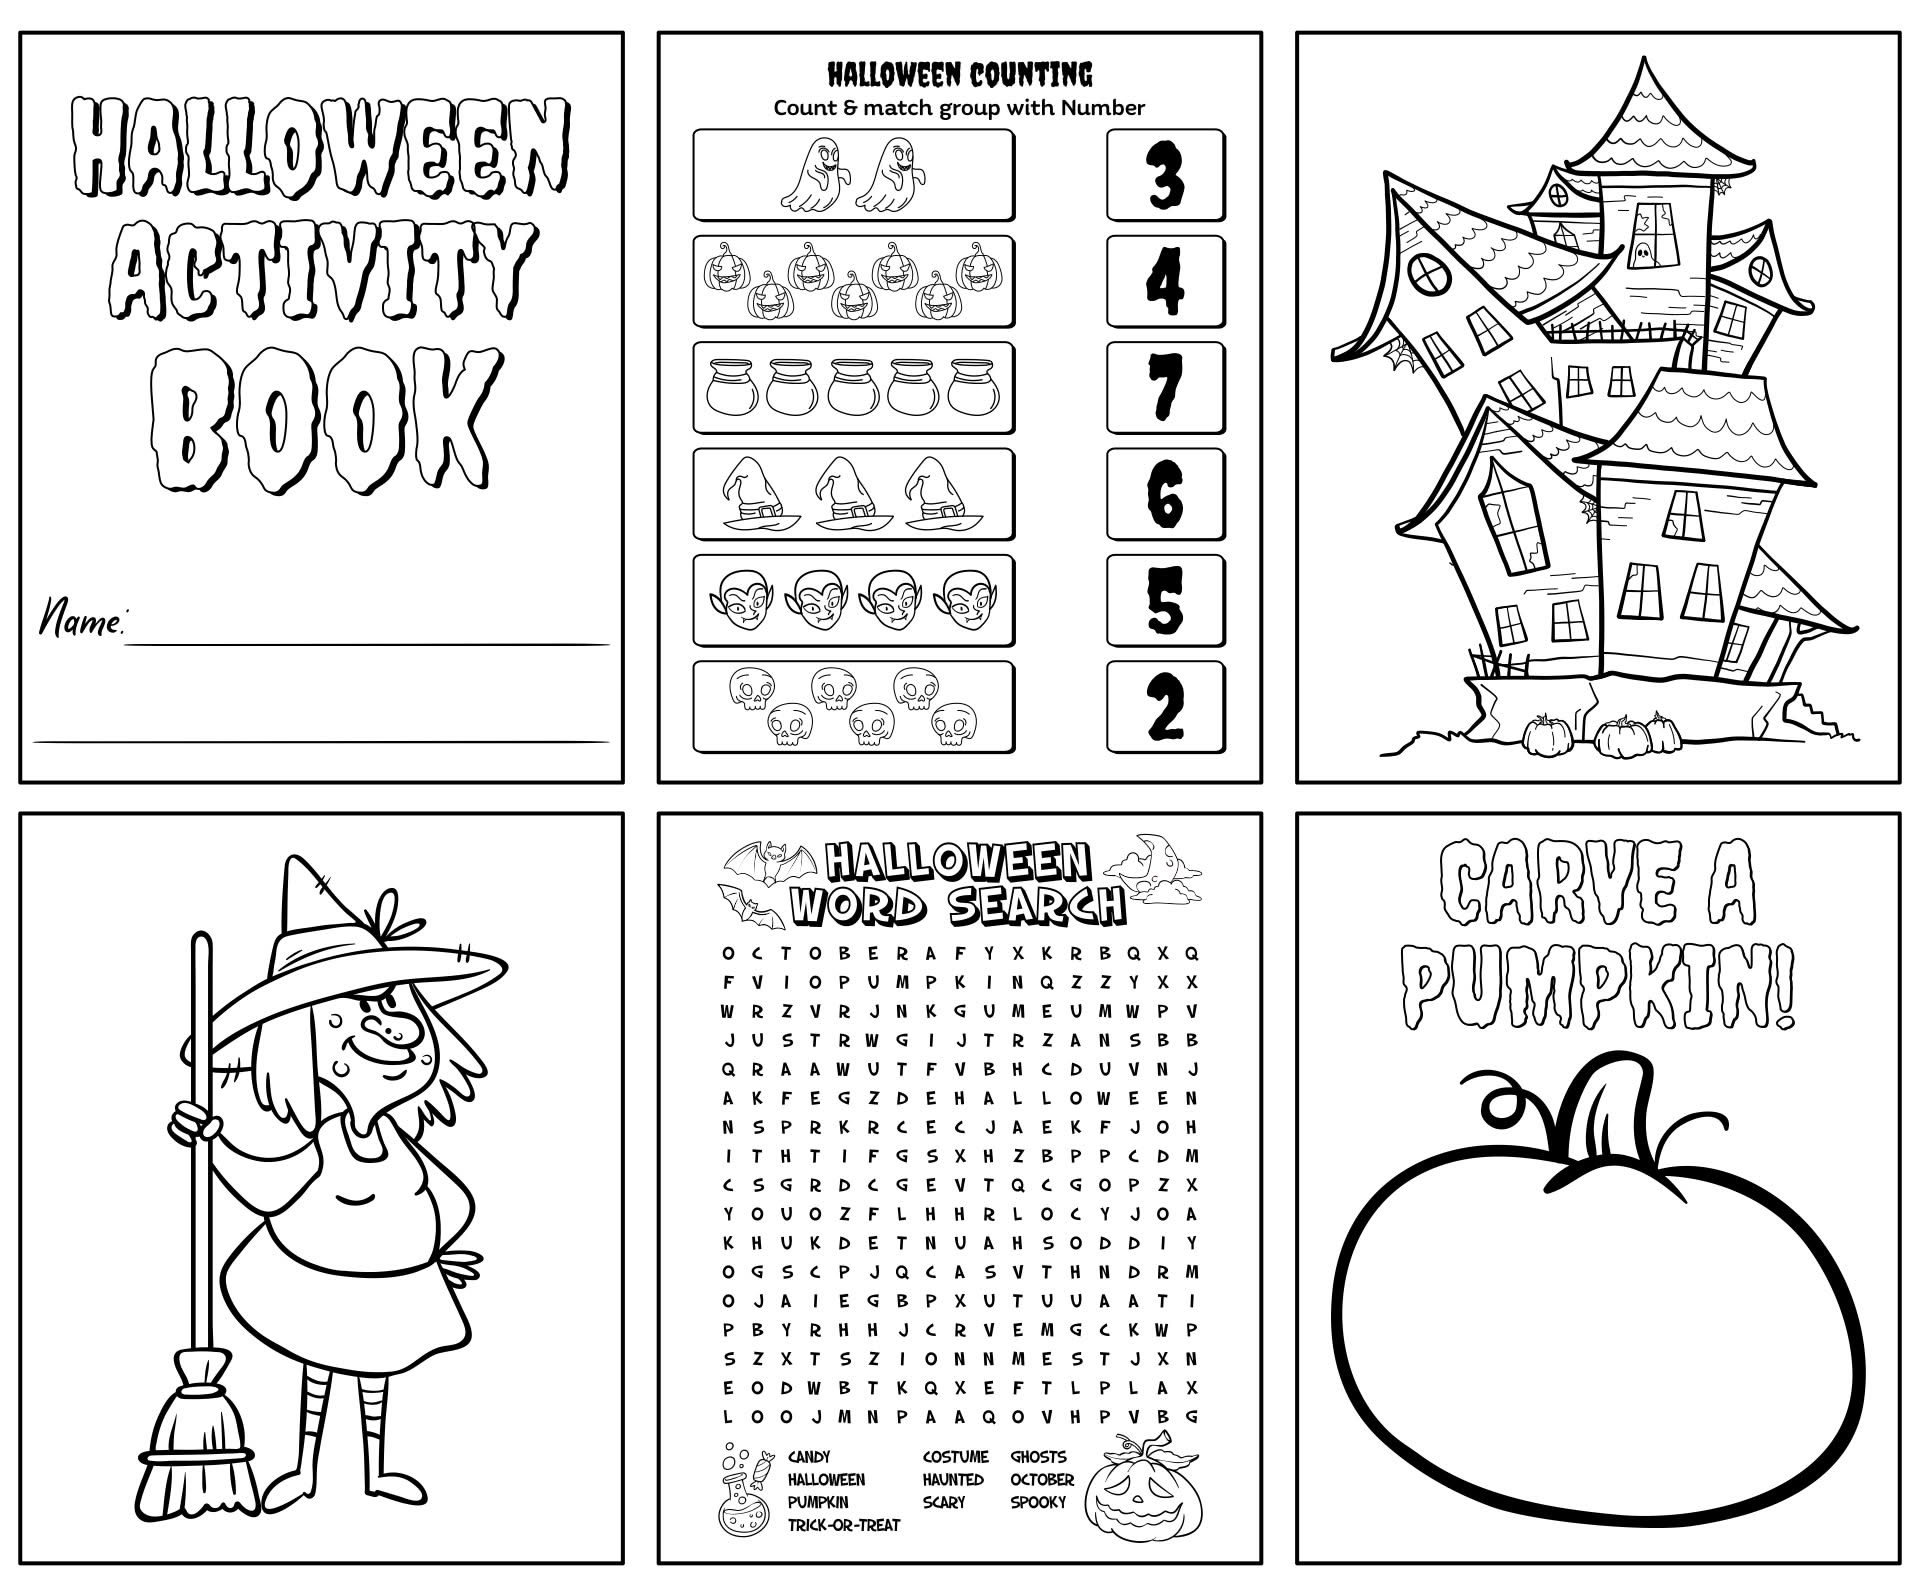 HALLOWEEN
ACTIVITY
BOOK
Name:
HALLOWEEN COUNTING
Count & match group with Number
3
4
7
6
5
2
HALLOWEEN
WORD SEARCH
O C T O B E R A F Y X K R B Q X Q
F V I O P U M P K I N Q Z Z Y X X
W R Z V R J N K G U M E U M W P V
J U S T R W G I J T R Z A N S B B
Q R A A W U T F V B H C D U V N J
A K F E G Z D E H A L L O W E E N
N S P R K R C E C J A E K F J O H
I T H T I F G S X H Z B P P C D M
C S G R D C G E V T Q C G O P Z X
Y O U O Z F L H H R L O C Y J O A
K H U K D E T N U A H S O D D I Y
O G S C P J Q C A S V T H N D R M
O J A I E G B P X U T U U A A T I
P B Y R H H J C R V E M G C K W P
S Z X T S Z I O N N M E S T J X N
E O D W B T K Q X E F T L P L A X
L O O J M N P A A Q O V H P V B G
CANDY
HALLOWEEN
PUMPKIN
TRICK-OR-TREAT
COSTUME
HAUNTED
SCARY
GHOSTS
OCTOBER
SPOOKY
CARVE A
PUMPKIN!